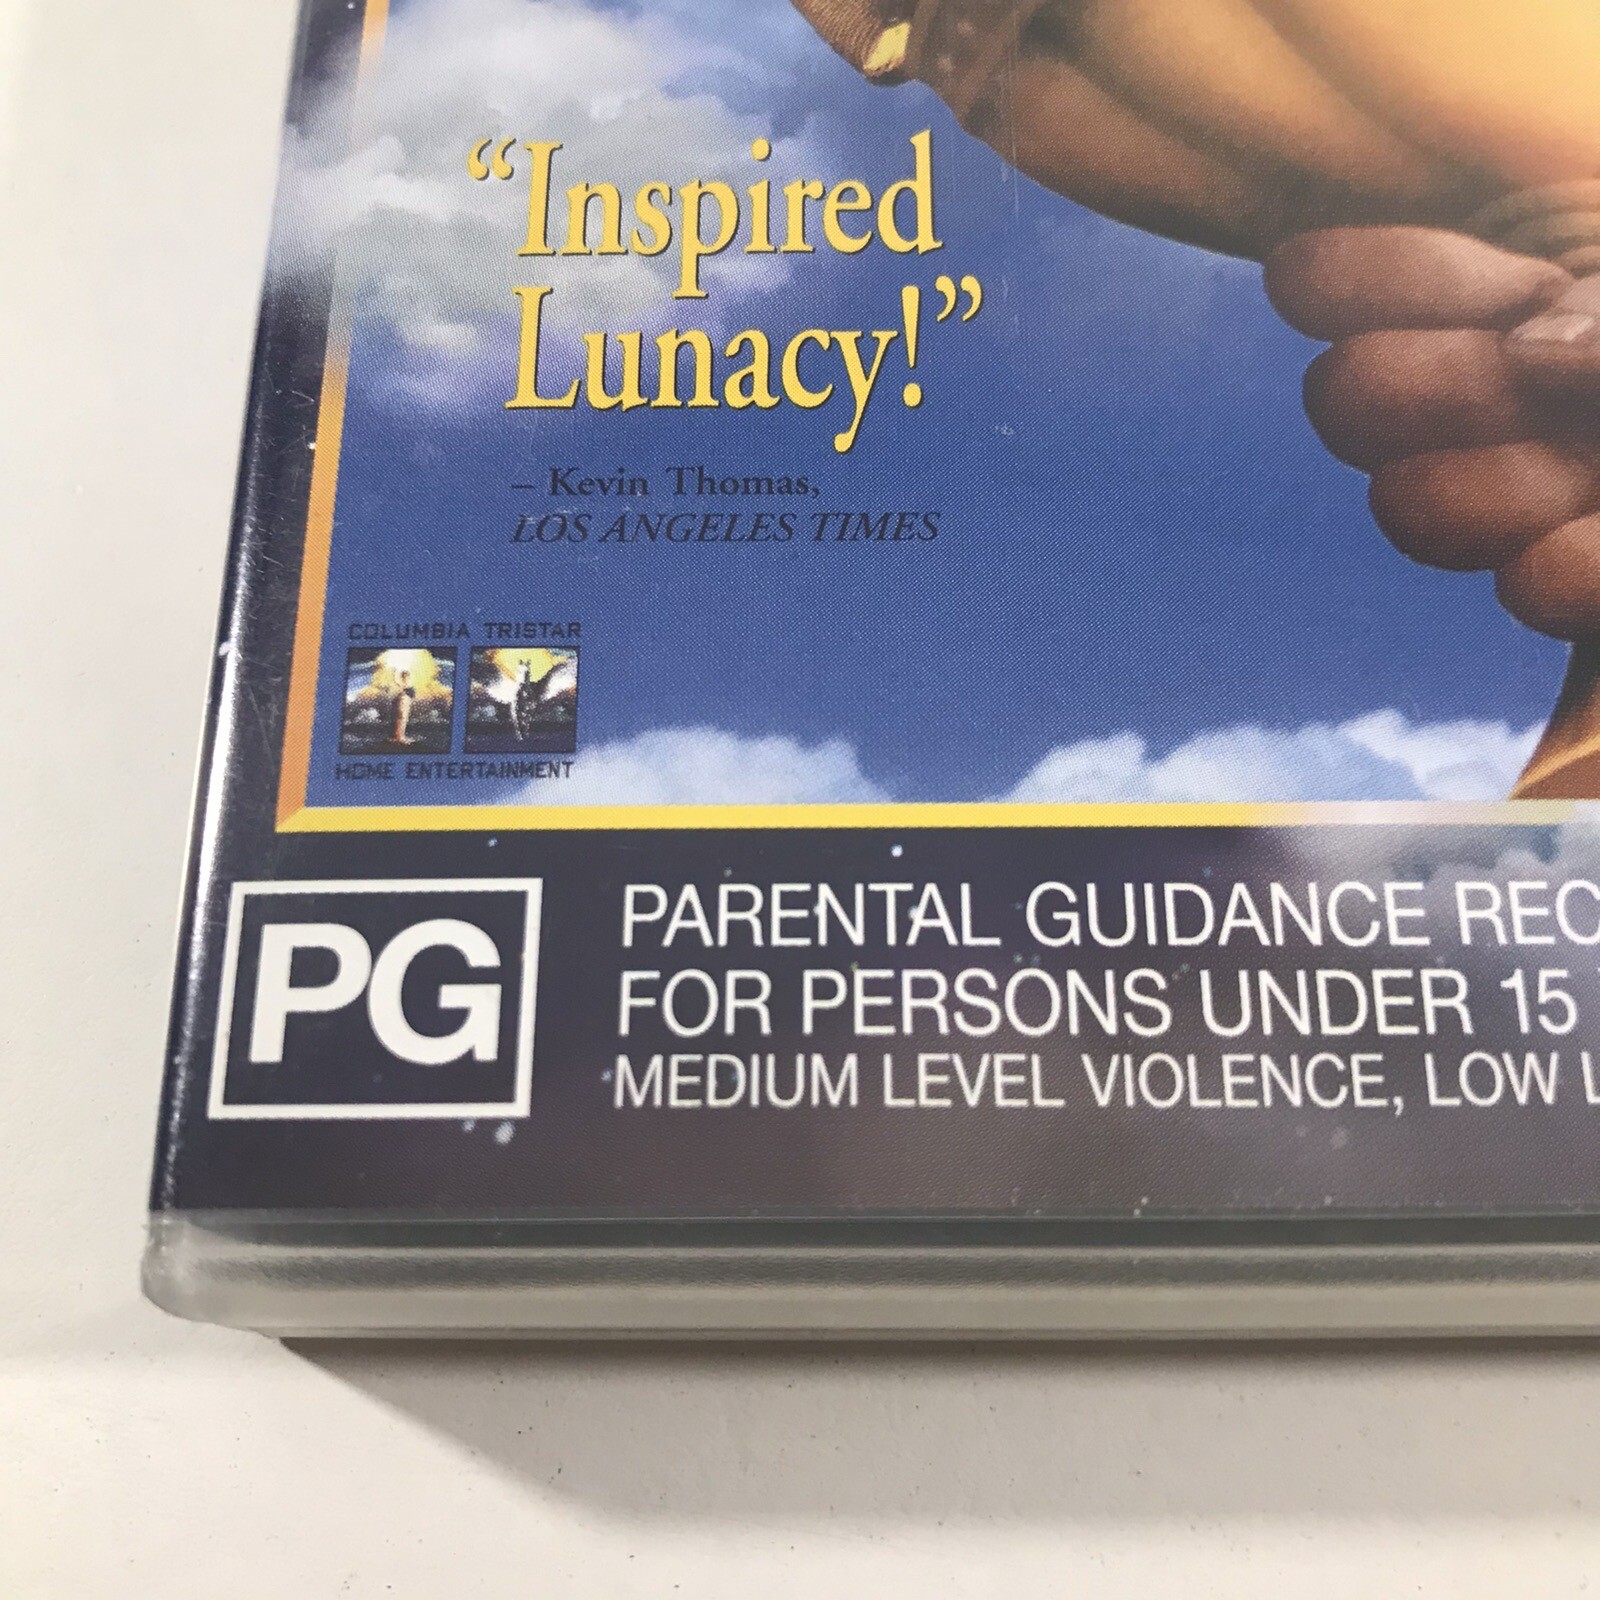 “Inspired
Lunacy!”
– Kevin Thomas,
LOS ANGELES TIMES
COLUMBIA TRISTAR
HOME ENTERTAINMENT
PG
PARENTAL GUIDANCE REC
FOR PERSONS UNDER 15
MEDIUM LEVEL VIOLENCE, LOW L